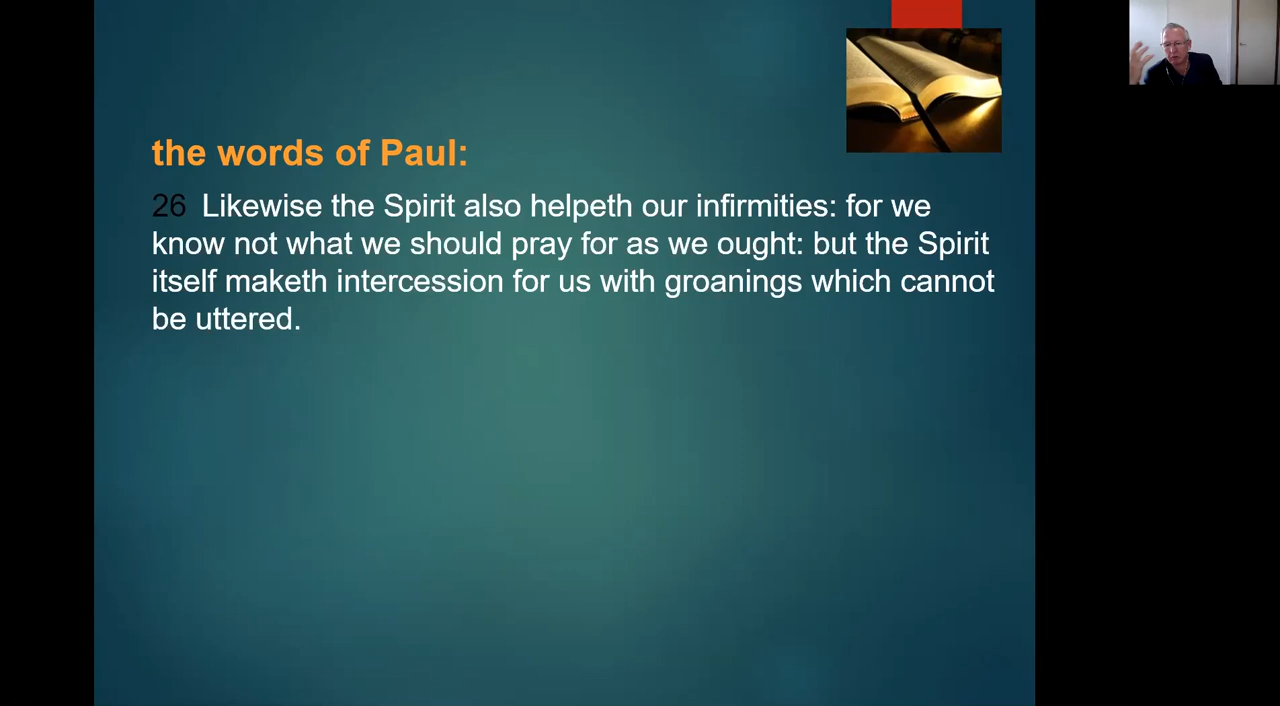 the words of Paul:
26 Likewise the Spirit also helpeth our infirmities: for we
know not what we should pray for as we ought: but the Spirit
itself maketh intercession for us with groanings which cannot
be uttered.